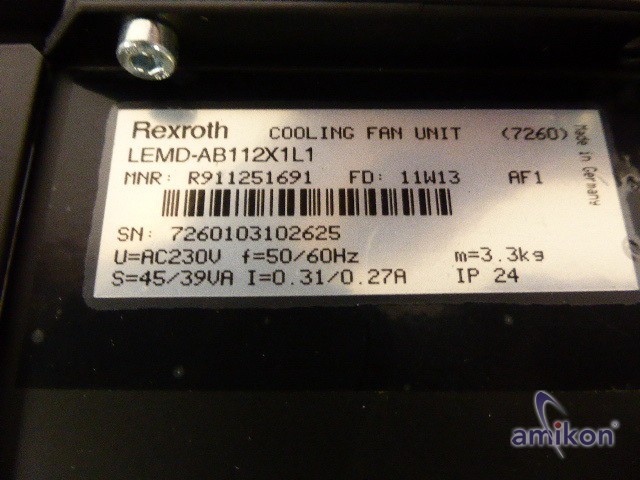 Rexroth COOLING FAN UNIT (7260)
LEMD-AB112X1L1
MNR: R911251691 FD: 11W13 AF1
SN: 7260103102625
U=AC230V f=50/60Hz m=3.3kg
S=45/39VA I=0.31/0.27A IP 24
Made in Germany
amikon®